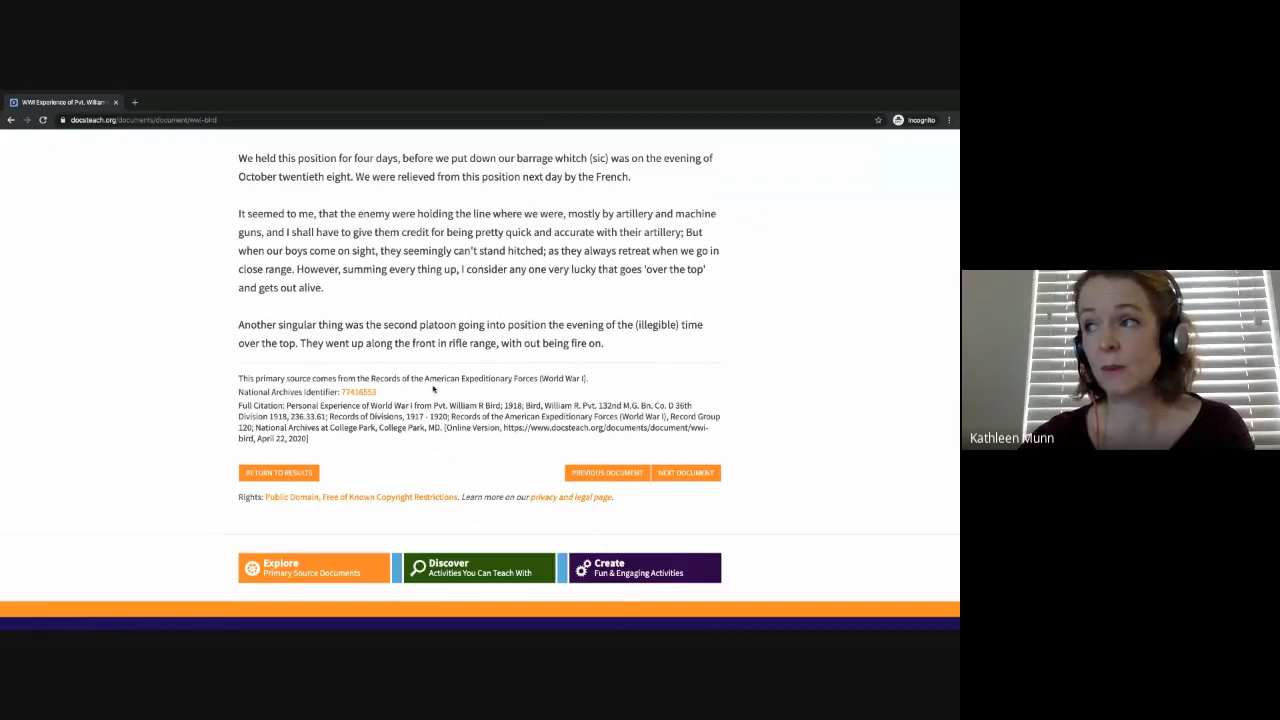 WWI Experience of Pvt. William
docsteach.org/documents/document/wwi-bird
Incognito
We held this position for four days, before we put down our barrage whitch (sic) was on the evening of
October twentieth eight. We were relieved from this position next day by the French.
It seemed to me, that the enemy were holding the line where we were, mostly by artillery and machine
guns, and I shall have to give them credit for being pretty quick and accurate with their artillery; But
when our boys come on sight, they seemingly can't stand hitched; as they always retreat when we go in
close range. However, summing every thing up, I consider any one very lucky that goes 'over the top'
and gets out alive.
Another singular thing was the second platoon going into position the evening of the (illegible) time
over the top. They went up along the front in rifle range, with out being fire on.
This primary source comes from the Records of the American Expeditionary Forces (World War I).
National Archives Identifier: 77416553
Full Citation: Personal Experience of World War I from Pvt. William R Bird; 1918; Bird, William R. Pvt. 132nd M.G. Bn. Co. D 36th
Division 1918, 236.33.61; Records of Divisions, 1917 - 1920; Records of the American Expeditionary Forces (World War I), Record Group
120; National Archives at College Park, College Park, MD. [Online Version, https://www.docsteach.org/documents/document/wwi-
bird, April 22, 2020]
RETURN TO RESULTS
PREVIOUS DOCUMENT
NEXT DOCUMENT
Rights: Public Domain, Free of Known Copyright Restrictions. Learn more on our privacy and legal page.
Explore
Primary Source Documents
Discover
Activities You Can Teach With
Create
Fun & Engaging Activities
Kathleen Munn